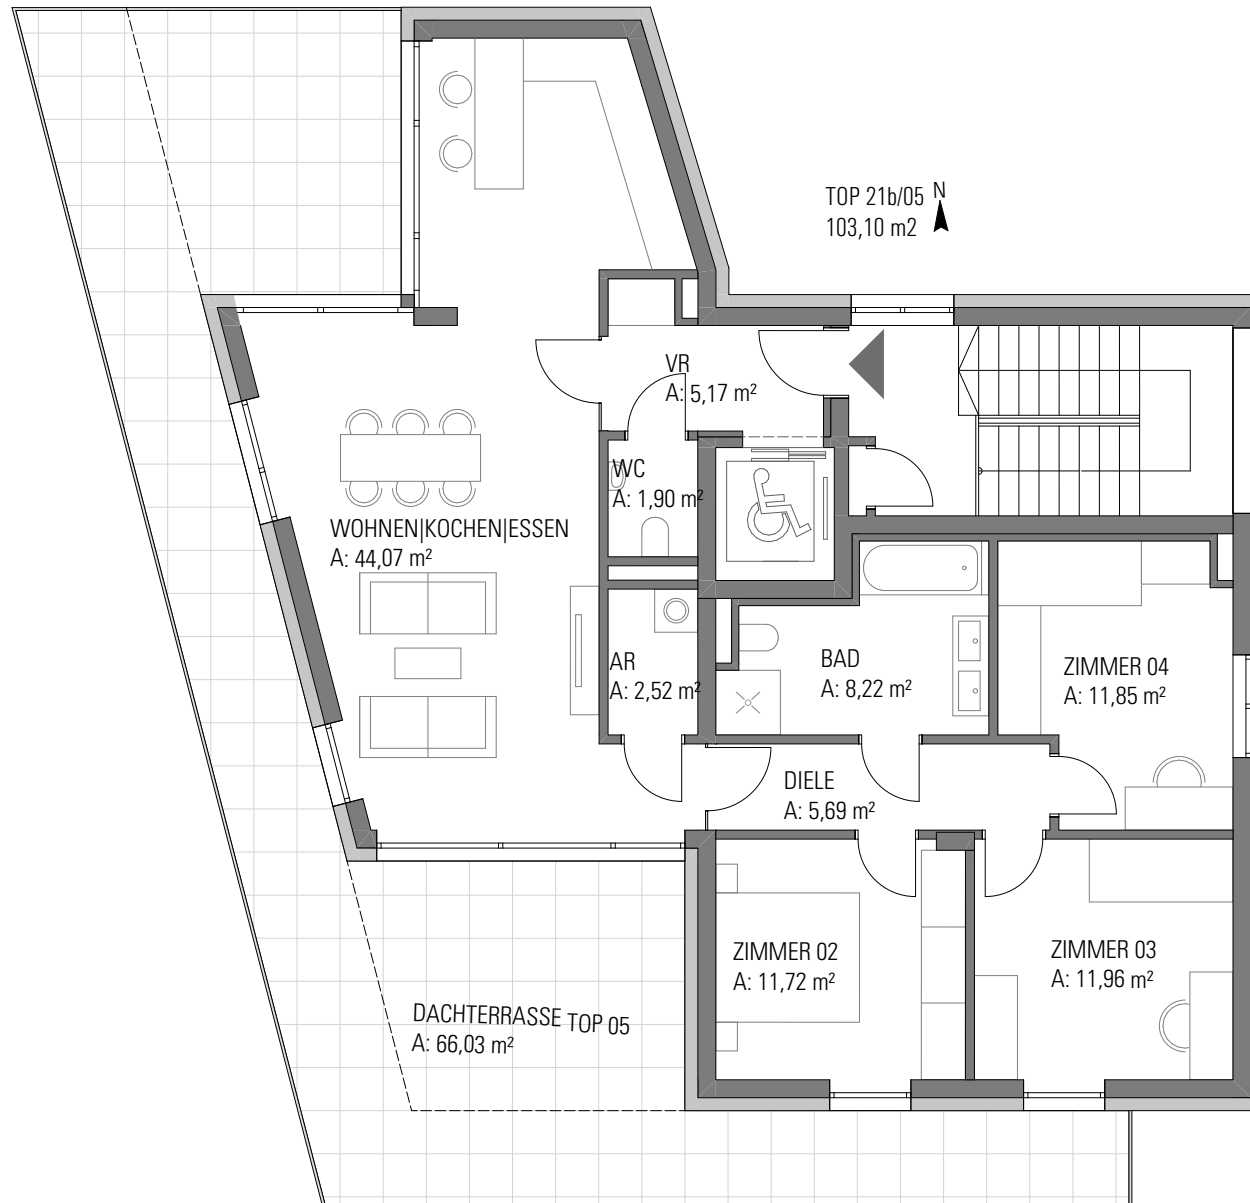 TOP 21b/05 N
103,10 m2
VR
A: 5,17 m²
WC
A: 1,90 m²
WOHNEN|KOCHEN|ESSEN
A: 44,07 m²
AR
A: 2,52 m²
BAD
A: 8,22 m²
ZIMMER 04
A: 11,85 m²
DIELE
A: 5,69 m²
ZIMMER 02
A: 11,72 m²
ZIMMER 03
A: 11,96 m²
DACHTERRASSE TOP 05
A: 66,03 m²